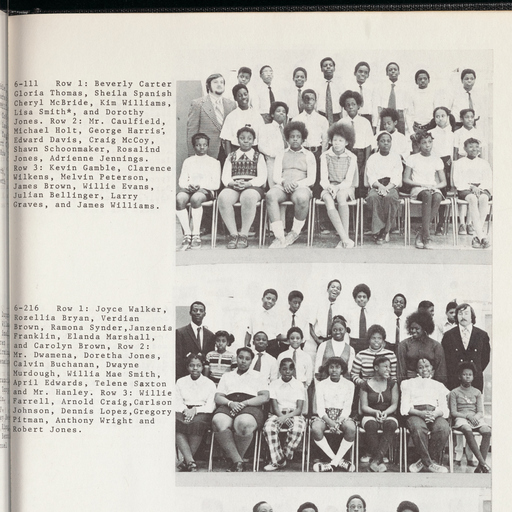 6-111 Row 1: Beverly Carter
Gloria Thomas, Sheila Spanish
Cheryl McBride, Kim Williams,
Lisa Smith*, and Dorothy
Jones. Row 2: Mr. Caulfield,
Michael Holt, George Harris,
Edward Davis, Craig McCoy,
Shawn Schoonmaker, Rosalind
Jones, Adrienne Jennings.
Row 3: Kevin Gamble, Clarence
Wilkens, Melvin Peterson,
James Brown, Willie Evans,
Julian Bellinger, Larry
Graves, and James Williams.
6-216 Row 1: Joyce Walker,
Rozellia Bryan, Verdian
Brown, Ramona Synder,Janzenia
Franklin, Elanda Marshall,
and Carolyn Brown, Row 2:
Mr. Dwamena, Doretha Jones,
Calvin Buchanan, Dwayne
Murdough, Willia Mae Smith,
April Edwards, Telene Saxton
and Mr. Hanley. Row 3: Willie
Farrell, Arnold Craig,Carlson
Johnson, Dennis Lopez,Gregory
Pitman, Anthony Wright and
Robert Jones.